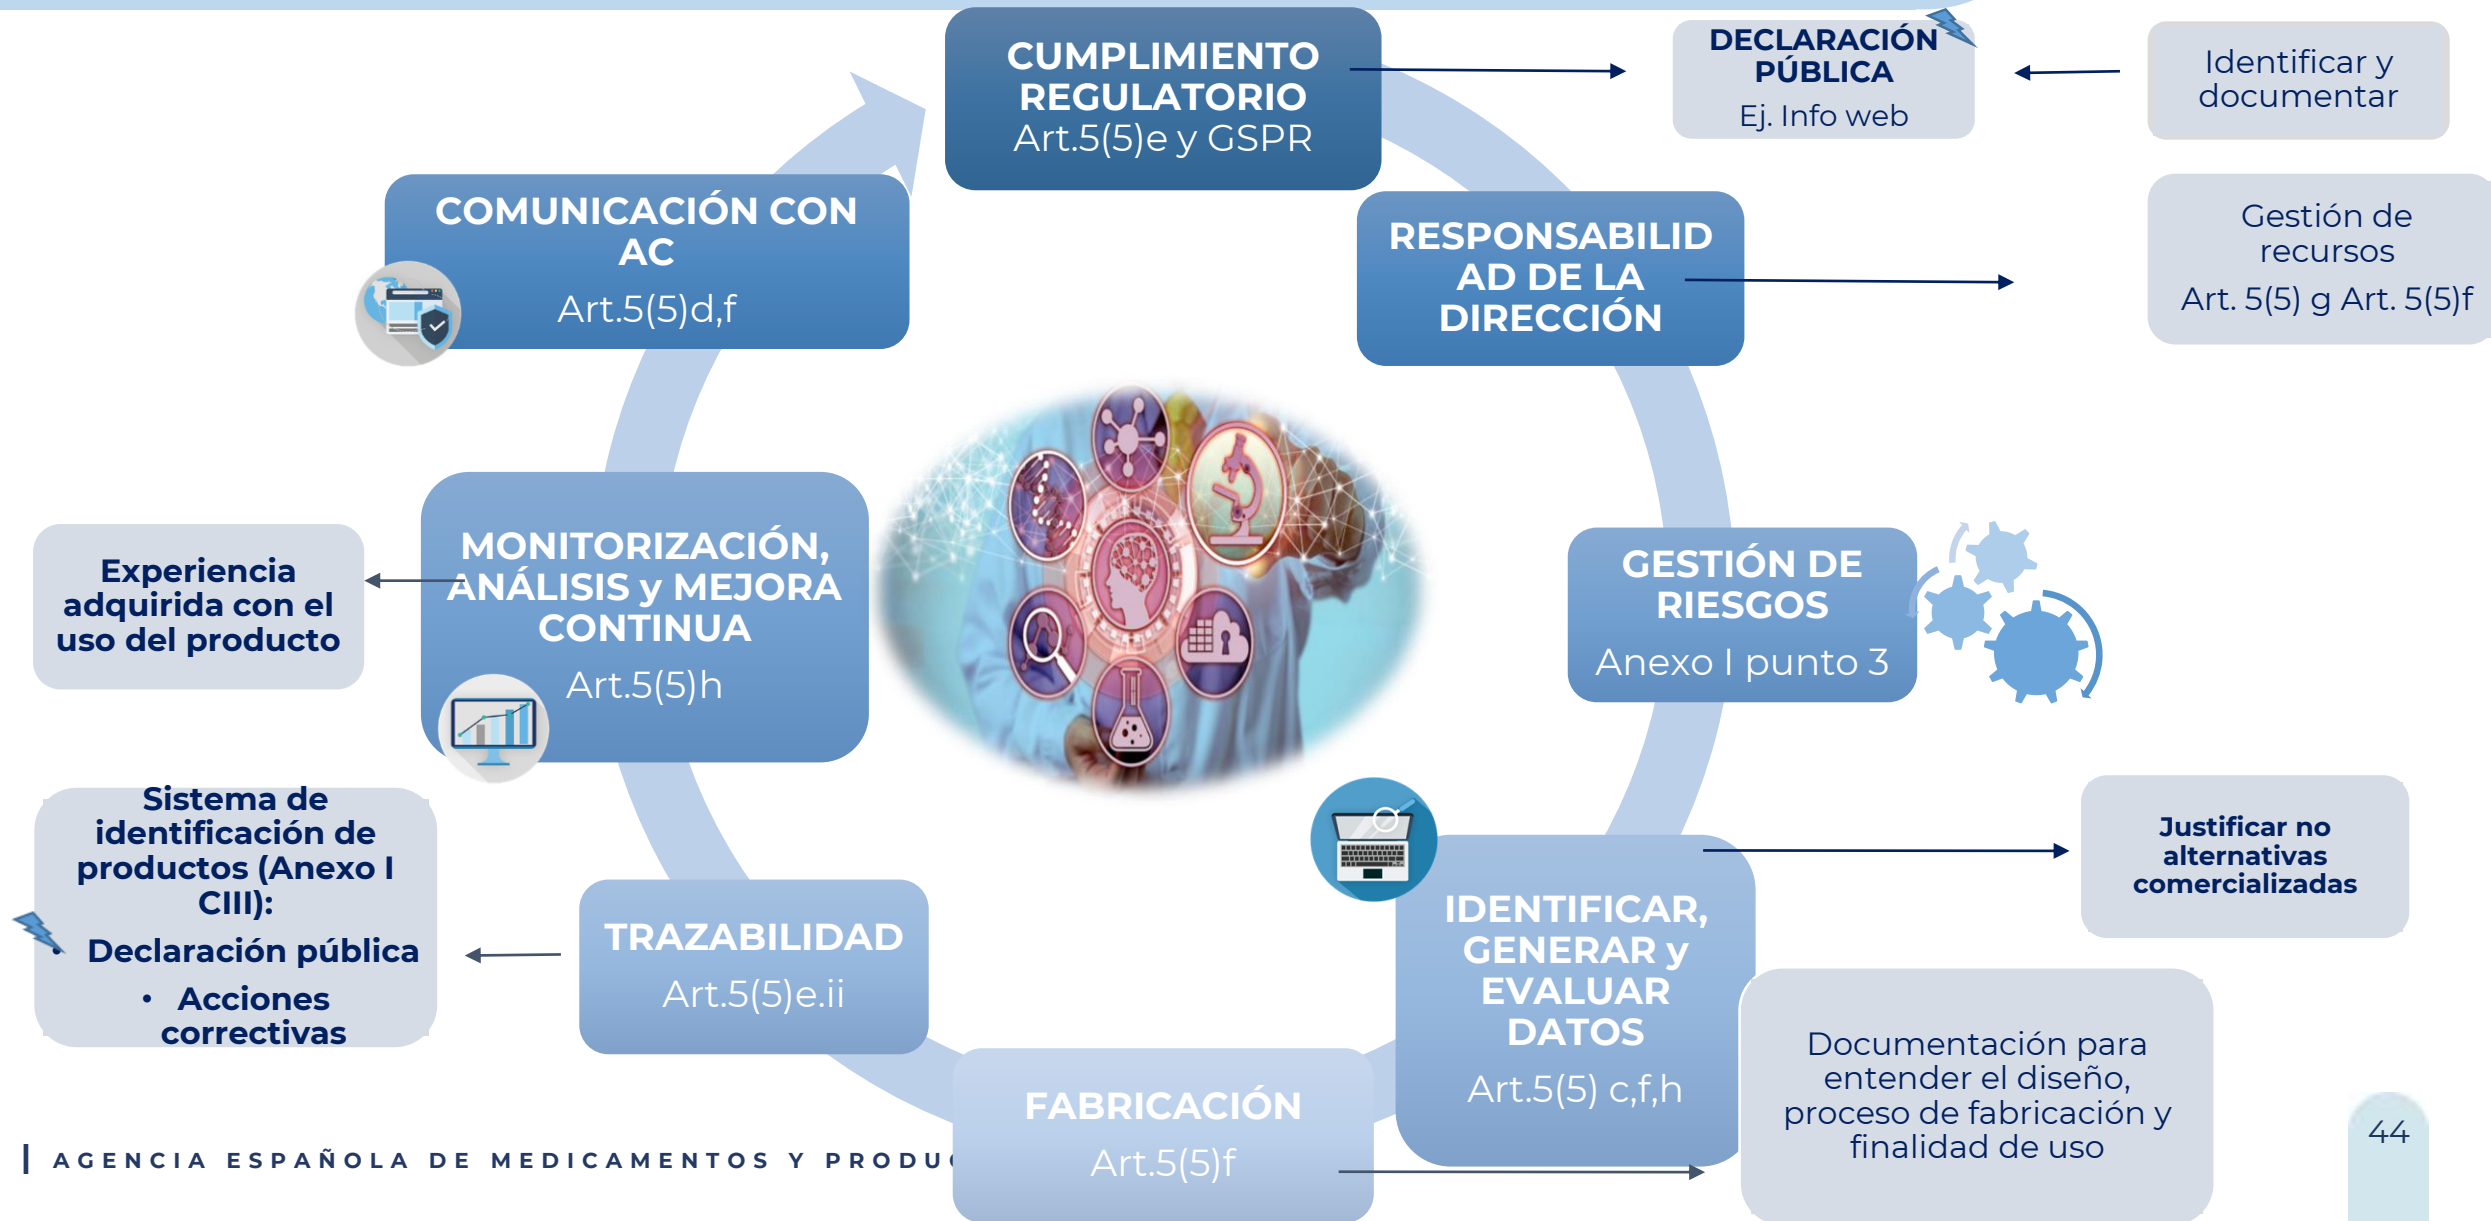 CUMPLIMIENTO
REGULATORIO
Art.5(5)e y GSPR
DECLARACIÓN
PÚBLICA
Ej. Info web
Identificar y
documentar
RESPONSABILID
AD DE LA
DIRECCIÓN
Gestión de
recursos
Art. 5(5) g Art. 5(5)f
GESTIÓN DE
RIESGOS
Anexo I punto 3
IDENTIFICAR,
GENERAR y
EVALUAR
DATOS
Art.5(5) c,f,h
Justificar no
alternativas
comercializadas
FABRICACIÓN
Art.5(5)f
Documentación para
entender el diseño,
proceso de fabricación y
finalidad de uso
TRAZABILIDAD
Art.5(5)e.ii
Sistema de
identificación de
productos (Anexo I
CIII):
• Declaración pública
• Acciones
correctivas
MONITORIZACIÓN,
ANÁLISIS y MEJORA
CONTINUA
Art.5(5)h
Experiencia
adquirida con el
uso del producto
COMUNICACIÓN CON
AC
Art.5(5)d,f
AGENCIA ESPAÑOLA DE MEDICAMENTOS Y
44